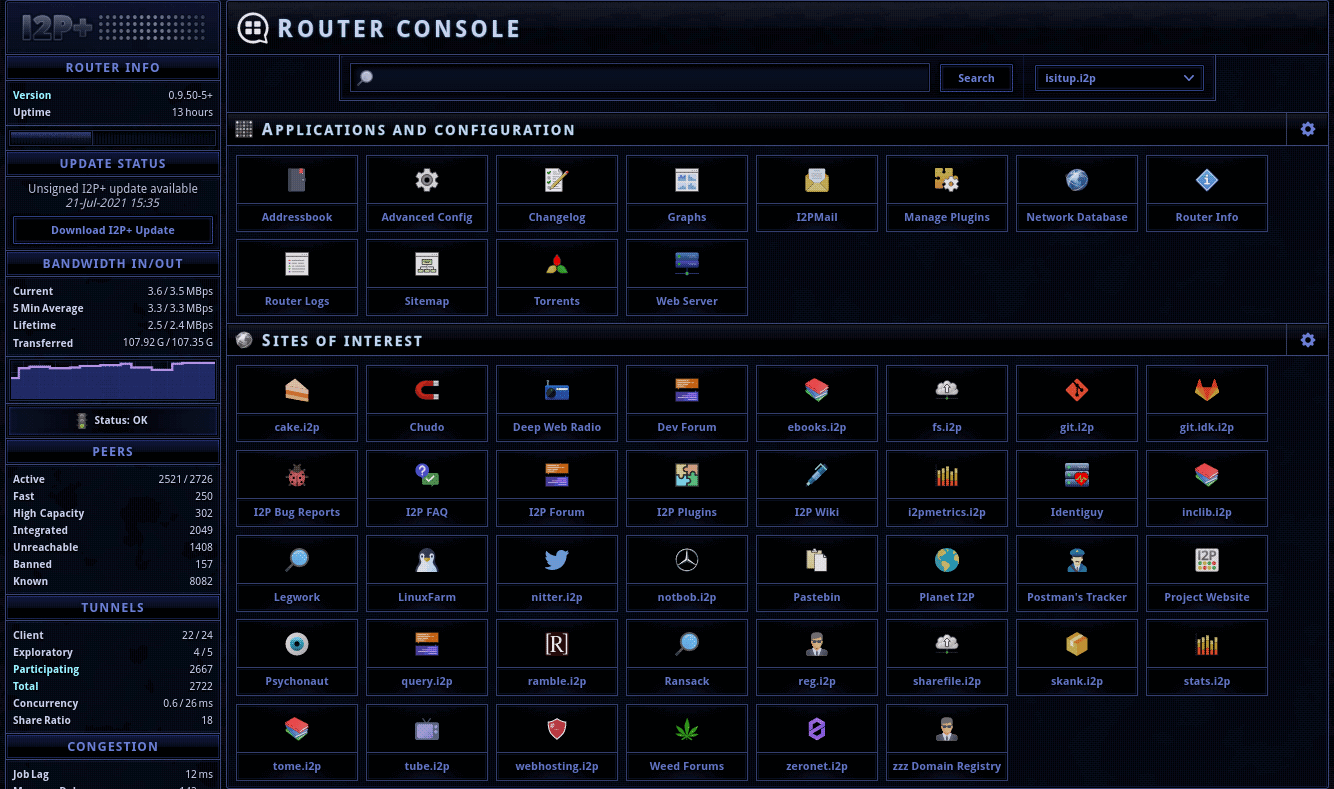 I2P+
ROUTER INFO
Version 0.9.50-5+
Uptime 13 hours
UPDATE STATUS
Unsigned I2P+ update available
21-Jul-2021 15:35
Download I2P+ Update
BANDWIDTH IN/OUT
Current 3.6 / 3.5 MBps
5 Min Average 3.3 / 3.3 MBps
Lifetime 2.5 / 2.4 MBps
Transferred 107.92 G / 107.35 G
Status: OK
PEERS
Active 2521 / 2726
Fast 250
High Capacity 302
Integrated 2049
Unreachable 1408
Banned 157
Known 8082
TUNNELS
Client 22 / 24
Exploratory 4 / 5
Participating 2667
Total 2722
Concurrency 0.6 / 26 ms
Share Ratio 18
CONGESTION
Job Lag 12 ms
ROUTER CONSOLE
Search isitup.i2p
APPLICATIONS AND CONFIGURATION
Addressbook Advanced Config Changelog Graphs I2PMail Manage Plugins Network Database Router Info
Router Logs Sitemap Torrents Web Server
SITES OF INTEREST
cake.i2p Chudo Deep Web Radio Dev Forum ebooks.i2p fs.i2p git.i2p git.idk.i2p
I2P Bug Reports I2P FAQ I2P Forum I2P Plugins I2P Wiki i2pmetrics.i2p Identiguy inclib.i2p
I2P
Legwork LinuxFarm nitter.i2p notbob.i2p Pastebin Planet I2P Postman's Tracker Project Website
[R]
Psychonaut query.i2p ramble.i2p Ransack reg.i2p sharefile.i2p skank.i2p stats.i2p
tome.i2p tube.i2p webhosting.i2p Weed Forums zeronet.i2p zzz Domain Registry